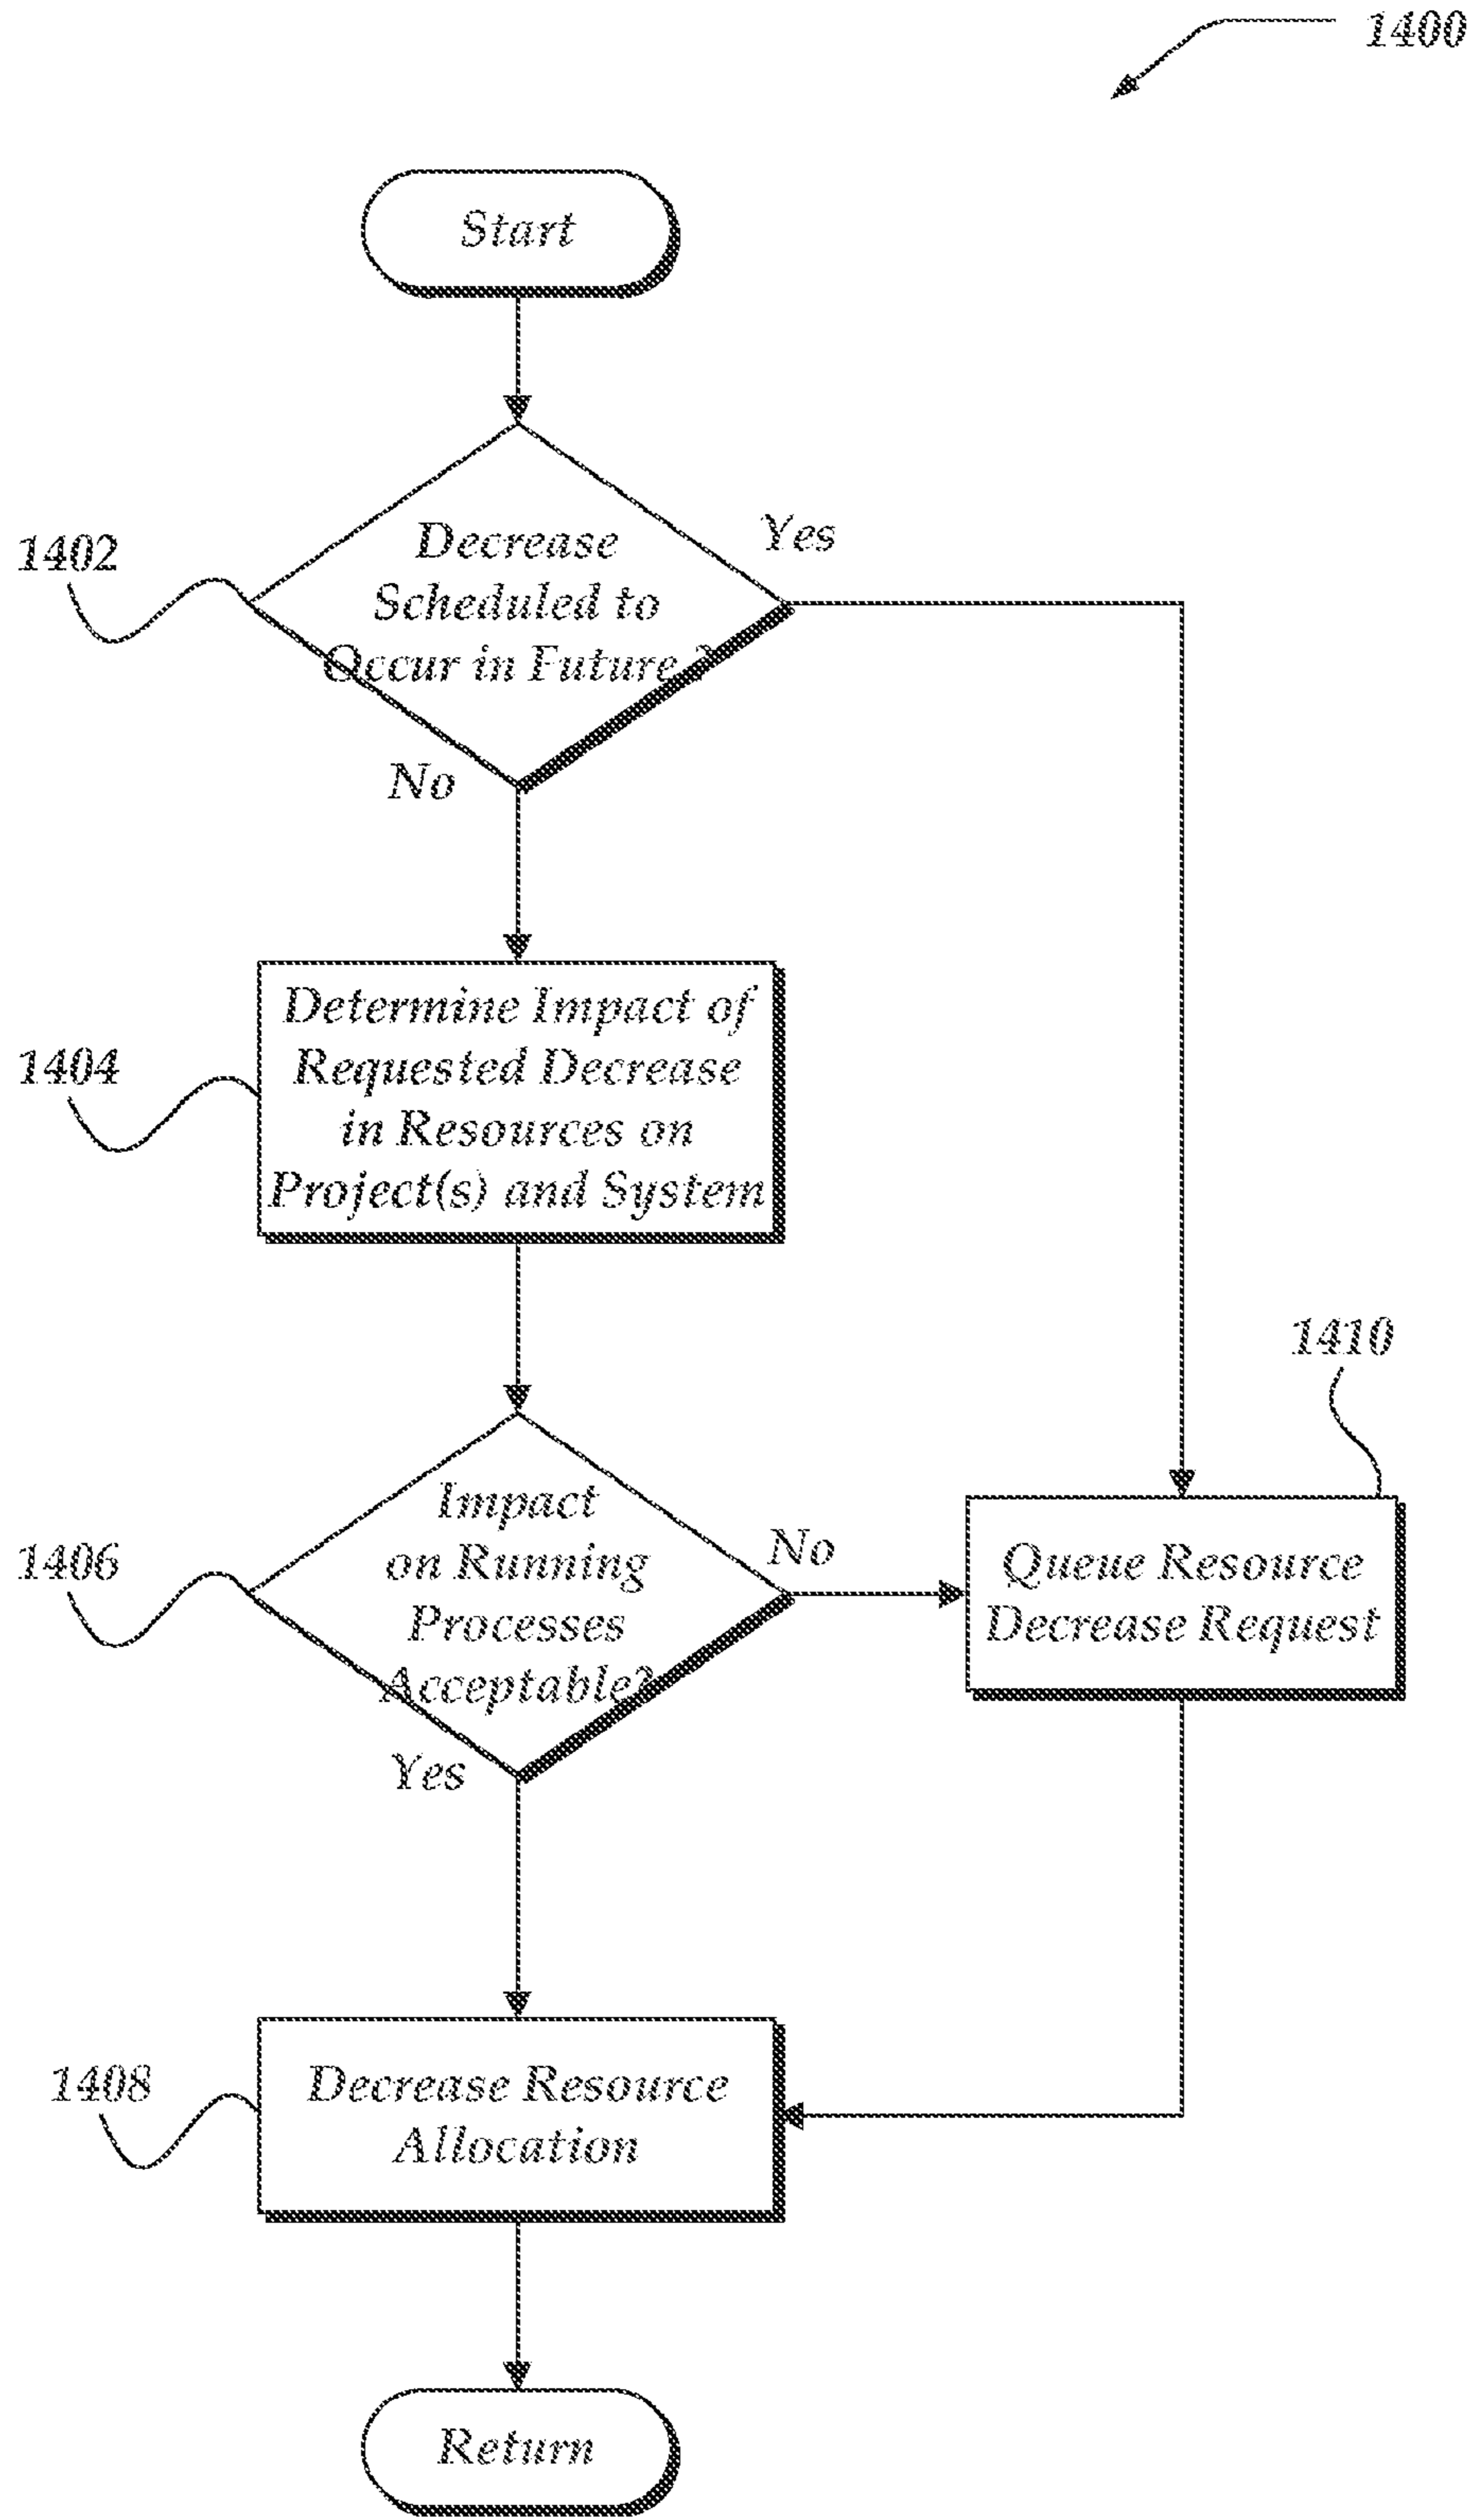 1400
Start
1402
Decrease
Scheduled to
Occur in Future ?
Yes
No
1404
Determine Impact of
Requested Decrease
in Resources on
Project(s) and System
1406
Impact
on Running
Processes
Acceptable?
No
Yes
1410
Queue Resource
Decrease Request
1408
Decrease Resource
Allocation
Return